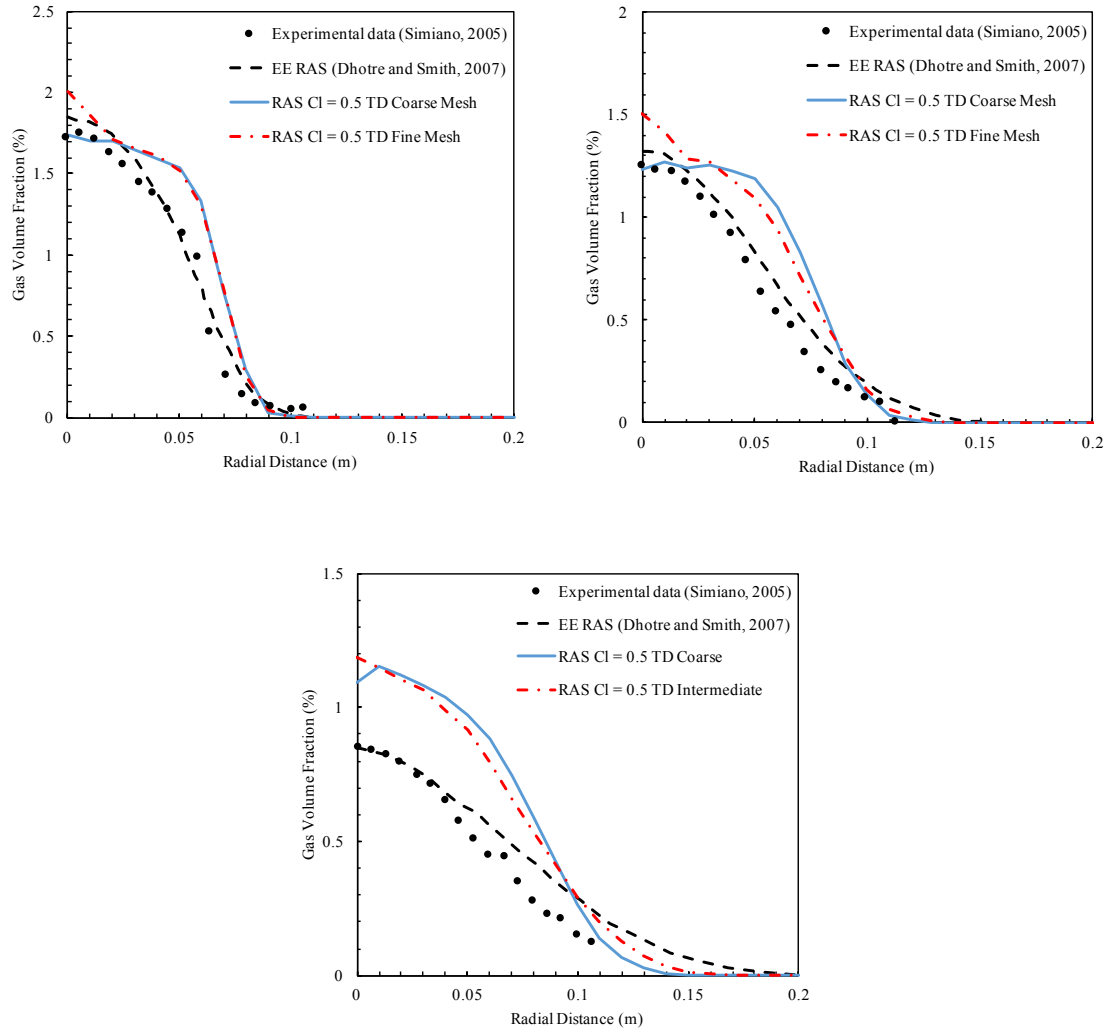 2.5
2
1.5
1
0.5
0
Gas Volume Fraction (%)
Experimental data (Simiano, 2005)
EE RAS (Dhotre and Smith, 2007)
RAS Cl = 0.5 TD Coarse Mesh
RAS Cl = 0.5 TD Fine Mesh
0 0.05 0.1 0.15 0.2
Radial Distance (m)
2
1.5
1
0.5
0
Gas Volume Fraction (%)
Experimental data (Simiano, 2005)
EE RAS (Dhotre and Smith, 2007)
RAS Cl = 0.5 TD Coarse Mesh
RAS Cl = 0.5 TD Fine Mesh
0 0.05 0.1 0.15 0.2
Radial Distance (m)
1.5
1
0.5
0
Gas Volume Fraction (%)
Experimental data (Simiano, 2005)
EE RAS (Dhotre and Smith, 2007)
RAS Cl = 0.5 TD Coarse
RAS Cl = 0.5 TD Intermediate
0 0.05 0.1 0.15 0.2
Radial Distance (m)